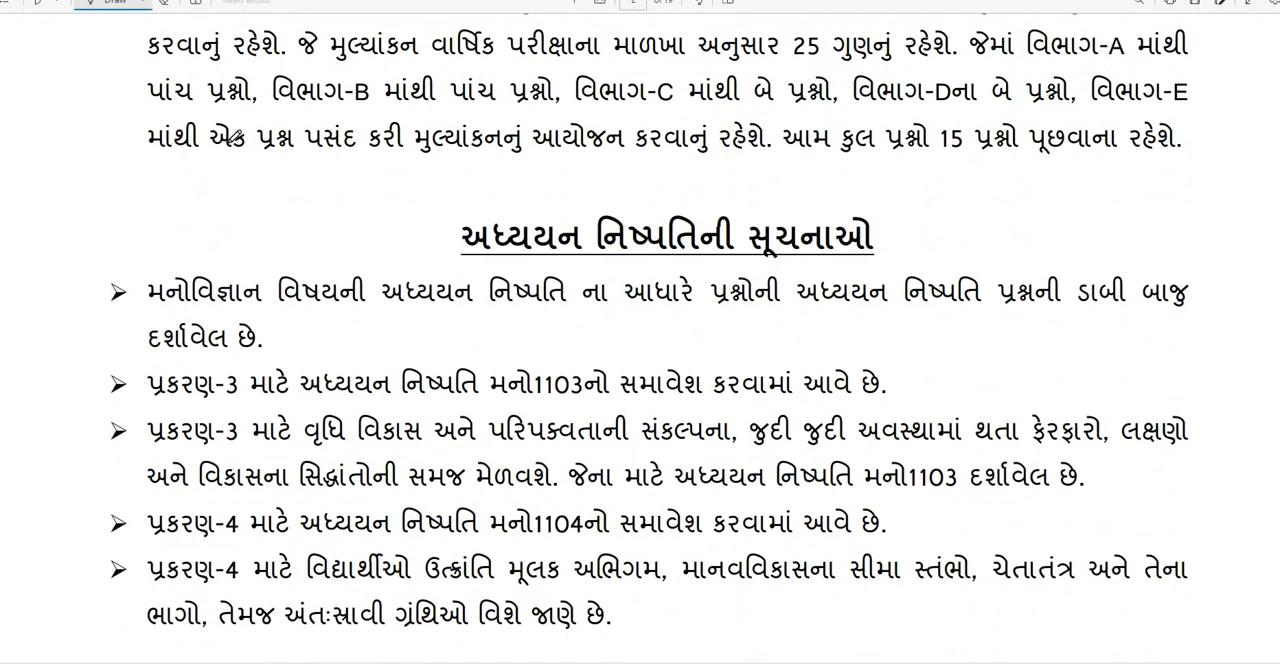 Draw
of 19
Read aloud
કરવાનું રહેશે. જે મુલ્યાંકન વાર્ષિક પરીક્ષાના માળખા અનુસાર 25 ગુણનું રહેશે. જેમાં વિભાગ-A માંથી
પાંચ પ્રશ્નો, વિભાગ-B માંથી પાંચ પ્રશ્નો, વિભાગ-C માંથી બે પ્રશ્નો, વિભાગ-Dના બે પ્રશ્નો, વિભાગ-E
માંથી એક પ્રશ્ન પસંદ કરી મુલ્યાંકનનું આયોજન કરવાનું રહેશે. આમ કુલ પ્રશ્નો 15 પ્રશ્નો પૂછવાના રહેશે.
અધ્યયન નિષ્પતિની સૂચનાઓ
➢ મનોવિજ્ઞાન વિષયની અધ્યયન નિષ્પતિ ના આધારે પ્રશ્નોની અધ્યયન નિષ્પતિ પ્રશ્નની ડાબી બાજુ
દર્શાવેલ છે.
➢ પ્રકરણ-3 માટે અધ્યયન નિષ્પતિ મનો1103નો સમાવેશ કરવામાં આવે છે.
➢ પ્રકરણ-3 માટે વૃધિ વિકાસ અને પરિપક્વતાની સંકલ્પના, જુદી જુદી અવસ્થામાં થતા ફેરફારો, લક્ષણો
અને વિકાસના સિદ્ધાંતોની સમજ મેળવશે. જેના માટે અધ્યયન નિષ્પતિ મનો1103 દર્શાવેલ છે.
➢ પ્રકરણ-4 માટે અધ્યયન નિષ્પતિ મનો1104નો સમાવેશ કરવામાં આવે છે.
➢ પ્રકરણ-4 માટે વિદ્યાર્થીઓ ઉત્ક્રાંતિ મૂલક અભિગમ, માનવવિકાસના સીમા સ્તંભો, ચેતાતંત્ર અને તેના
ભાગો, તેમજ અંતઃસ્રાવી ગ્રંથિઓ વિશે જાણે છે.